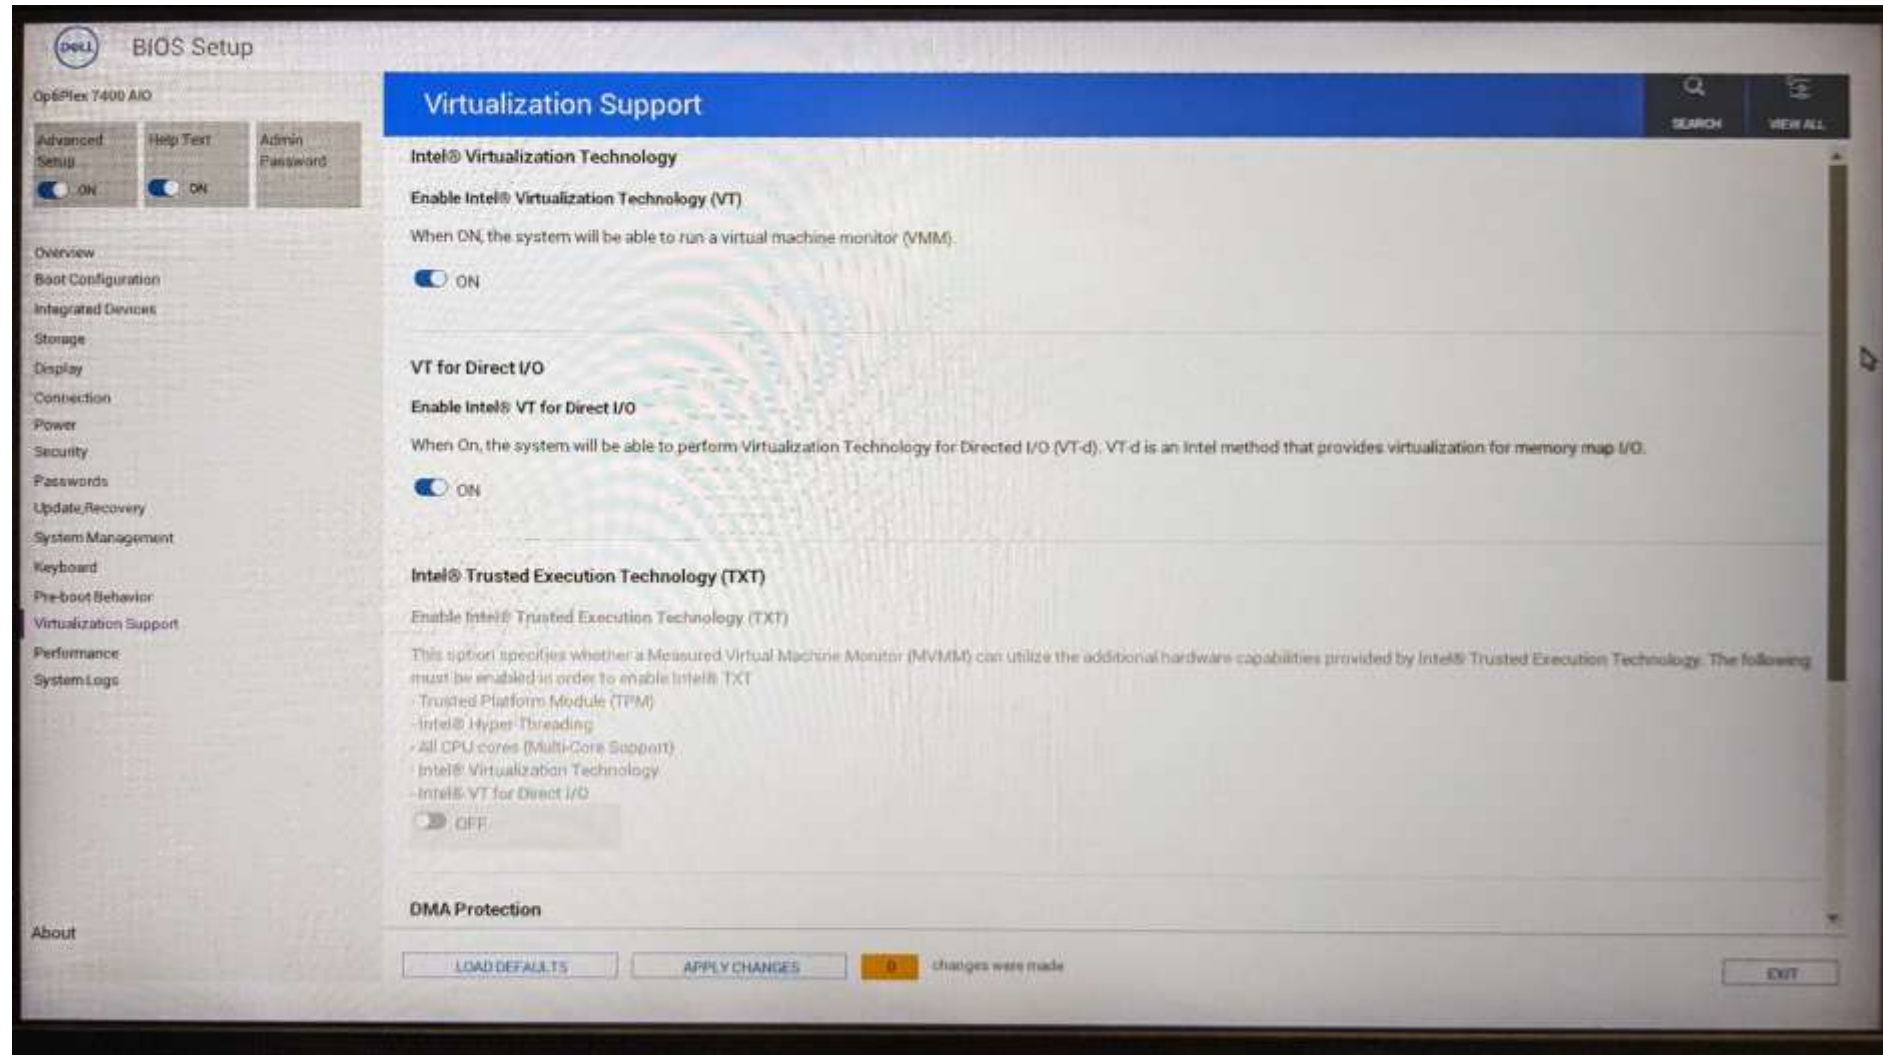 DELL
BIOS Setup
OptiPlex 7400 AIO
Advanced Setup
ON
Help Text
ON
Admin Password
Overview
Boot Configuration
Integrated Devices
Storage
Display
Connection
Power
Security
Passwords
Update,Recovery
System Management
Keyboard
Pre-boot Behavior
Virtualization Support
Performance
System Logs
About
Virtualization Support
SEARCH
VIEW ALL
Intel® Virtualization Technology
Enable Intel® Virtualization Technology (VT)
When ON, the system will be able to run a virtual machine monitor (VMM).
ON
VT for Direct I/O
Enable Intel® VT for Direct I/O
When On, the system will be able to perform Virtualization Technology for Directed I/O (VT-d). VT-d is an Intel method that provides virtualization for memory map I/O.
ON
Intel® Trusted Execution Technology (TXT)
Enable Intel® Trusted Execution Technology (TXT)
This option specifies whether a Measured Virtual Machine Monitor (MVMM) can utilize the additional hardware capabilities provided by Intel® Trusted Execution Technology. The following
must be enabled in order to enable Intel® TXT
- Trusted Platform Module (TPM)
- Intel® Hyper-Threading
- All CPU cores (Multi-Core Support)
- Intel® Virtualization Technology
- Intel® VT for Direct I/O
OFF
DMA Protection
LOAD DEFAULTS
APPLY CHANGES
0 changes were made
EXIT